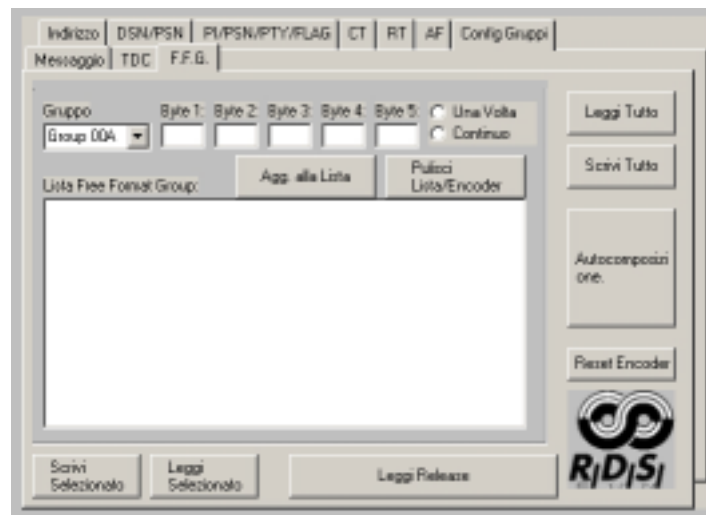 Indirizzo DSN/PSN PI/PSN/PTY/FLAG CT RT AF Config Gruppi
Messaggio TDC F.F.G.
Gruppo Byte 1: Byte 2: Byte 3: Byte 4: Byte 5: Una Volta
Group 00A Continuo
Agg. alla Lista
Pulisci
Lista/Encoder
Lista Free Format Group:
Leggi Tutto
Scrivi Tutto
Autocomposizi
one.
Reset Encoder
R|D|S|
Scrivi
Selezionato
Leggi
Selezionato
Leggi Release